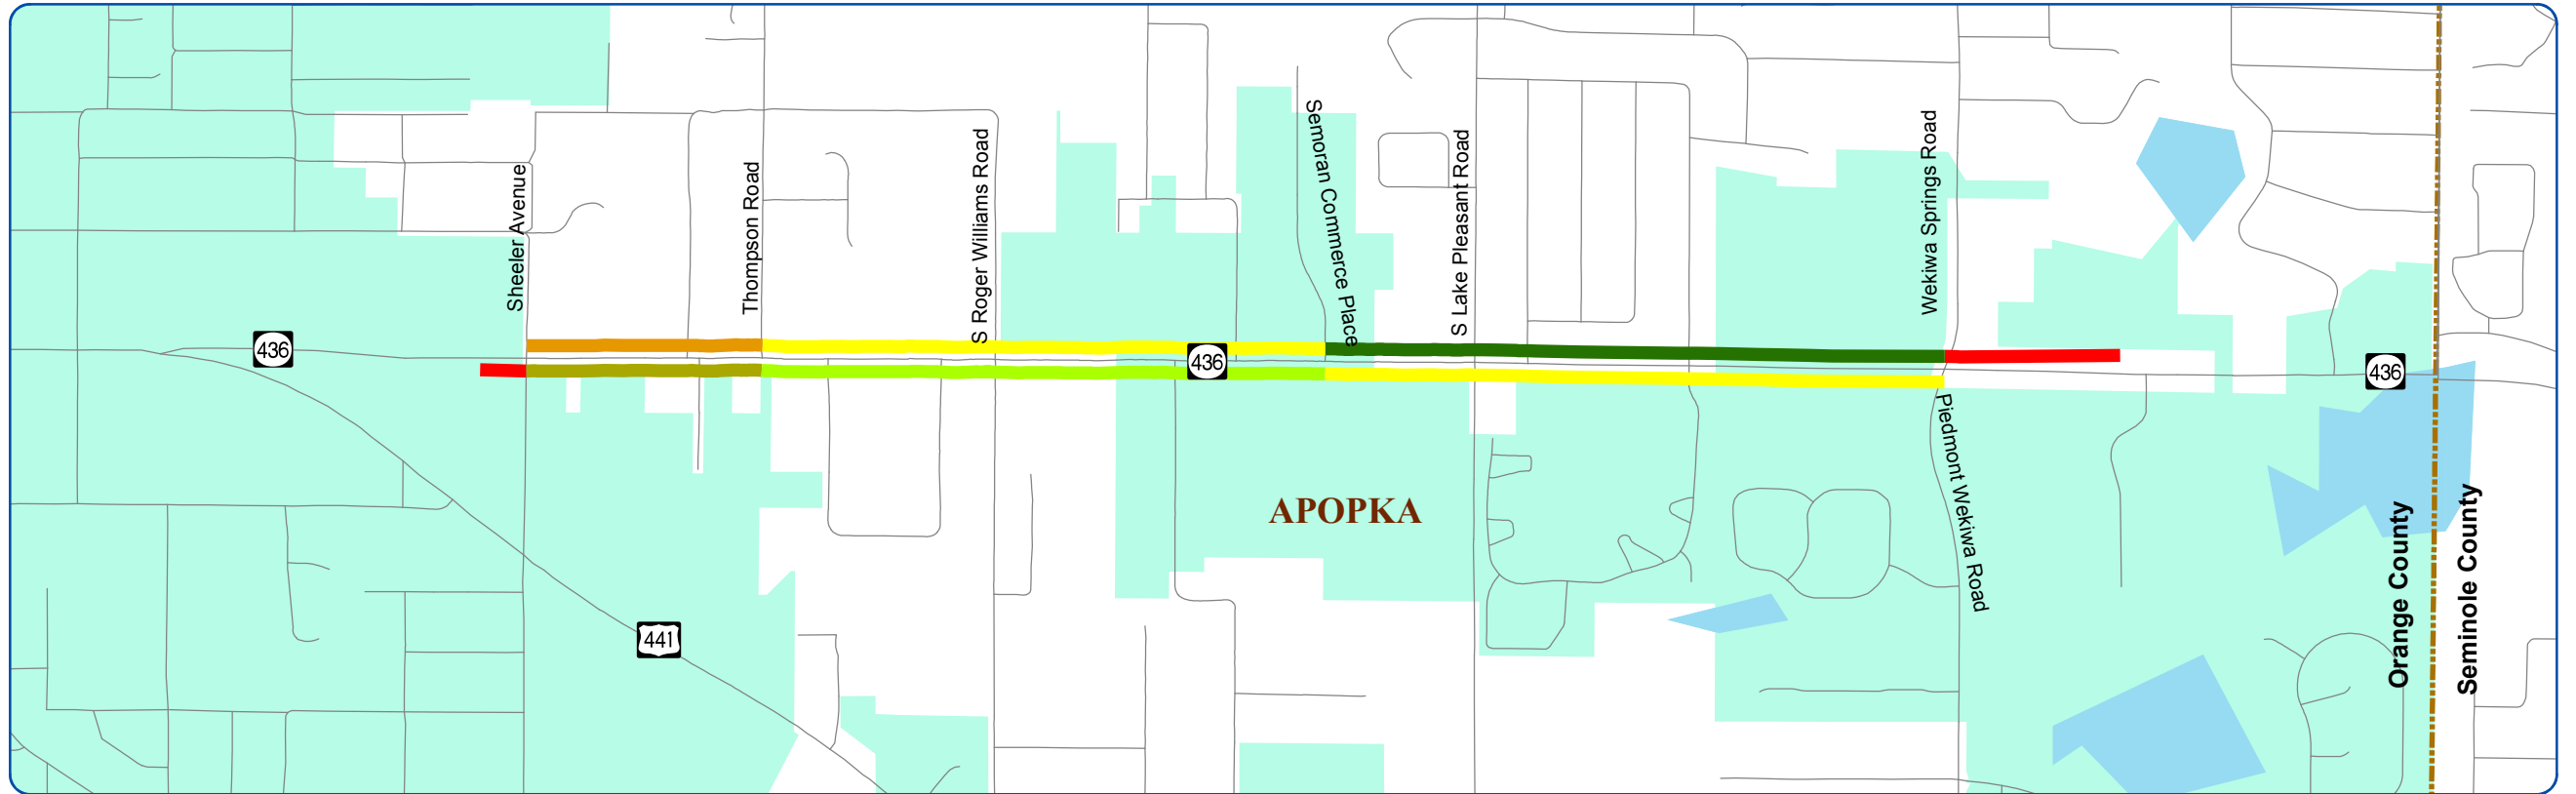 Sheeler Avenue
Thompson Road
S Roger Williams Road
Semoran Commerce Place
S Lake Pleasant Road
Wekiwa Springs Road
436
436
436
Piedmont Wekiwa Road
APOPKA
441
Orange County
Seminole County